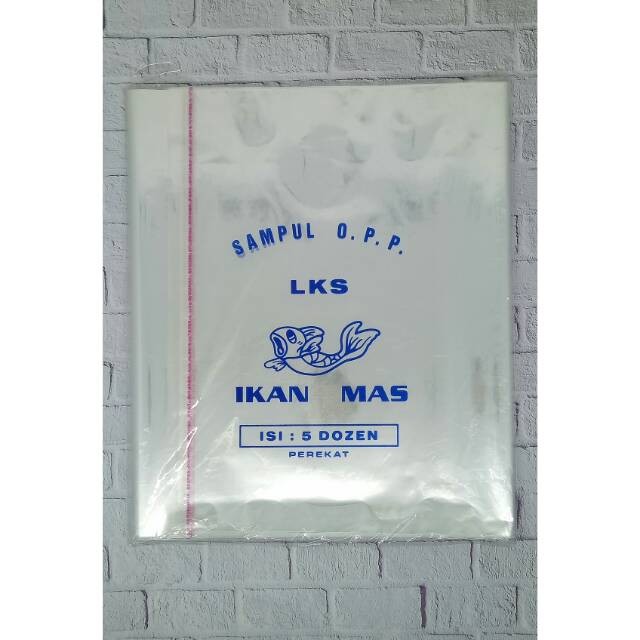 SAMPUL O.P.P.
LKS
IKAN MAS
ISI : 5 DOZEN
PEREKAT